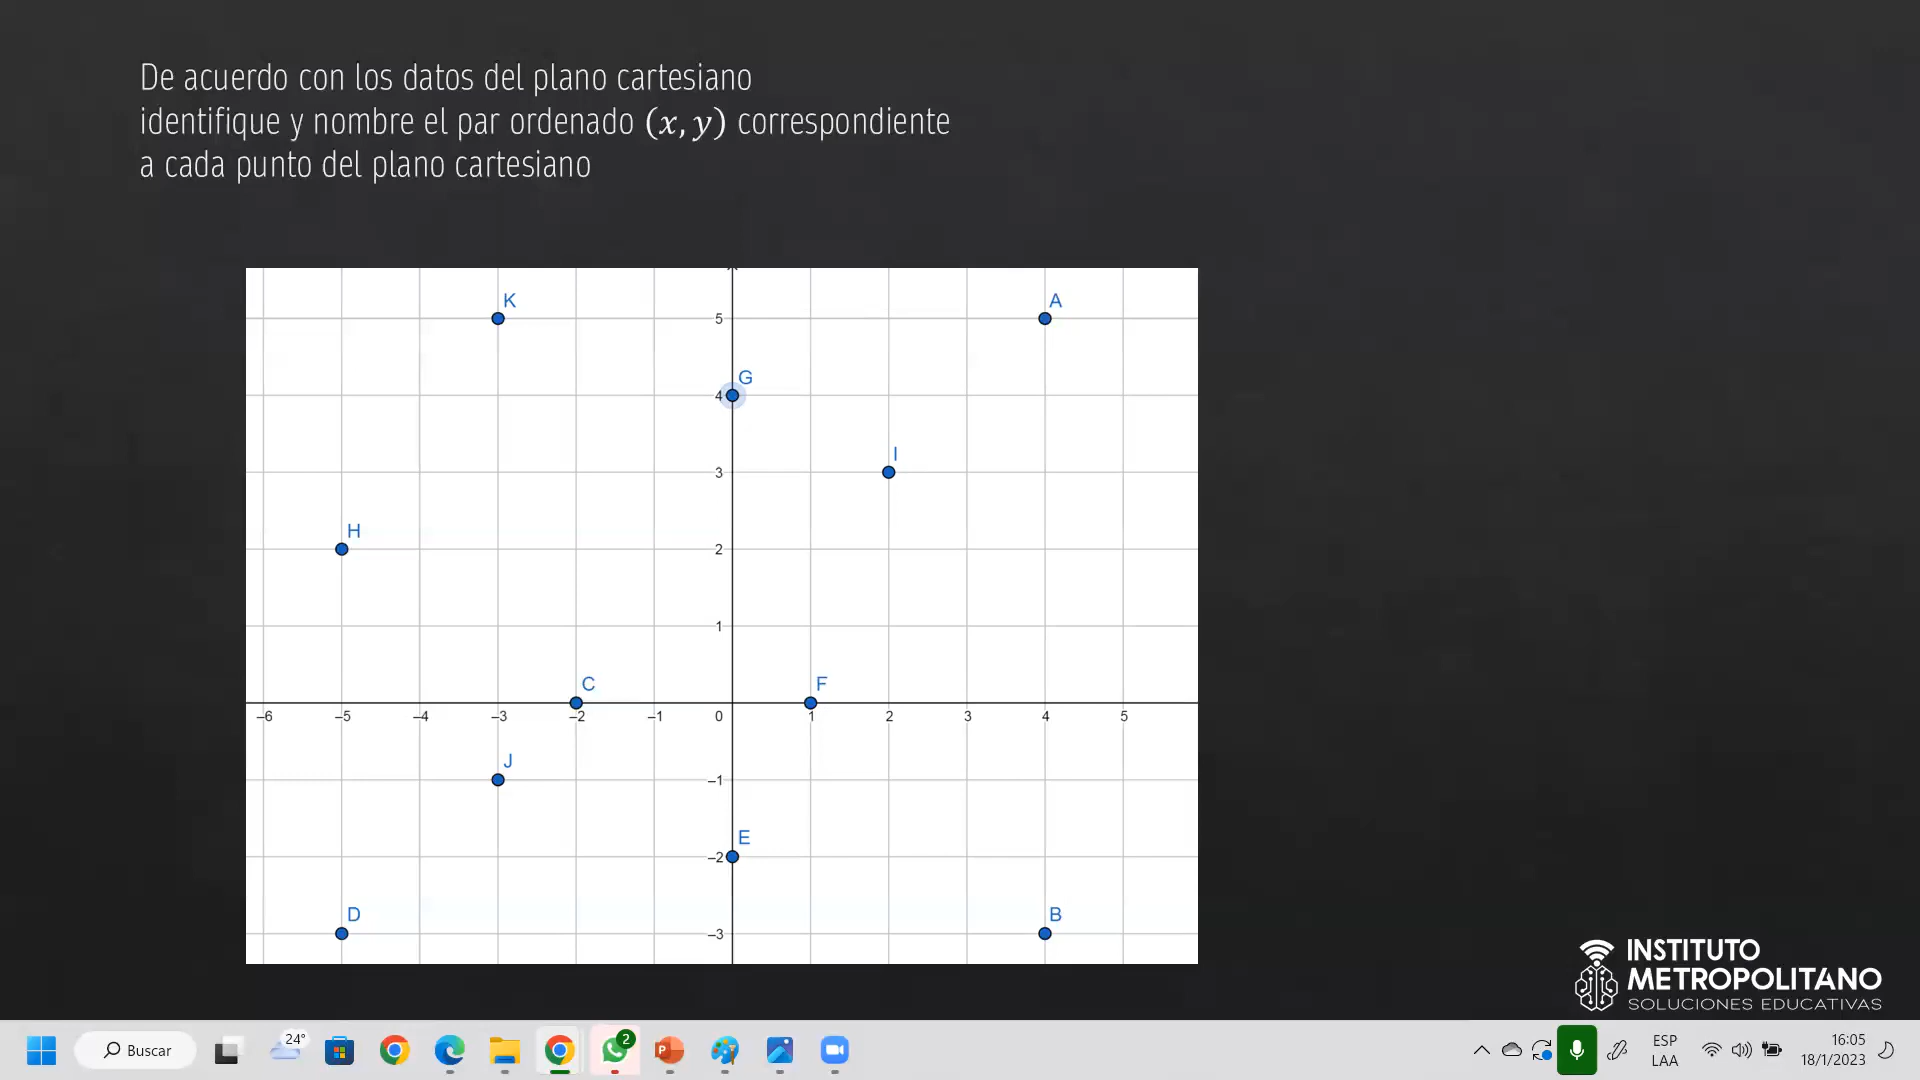 De acuerdo con los datos del plano cartesiano
identifique y nombre el par ordenado (x, y) correspondiente
a cada punto del plano cartesiano
K
A
5
G
4
I
3
H
2
1
C
F
–6 –5 –4 –3 –2 –1 0 1 2 3 4 5
J
–1
E
–2
D
B
–3
INSTITUTO
METROPOLITANO
SOLUCIONES EDUCATIVAS
Buscar
24°
2
ESP
LAA
16:05
18/1/2023